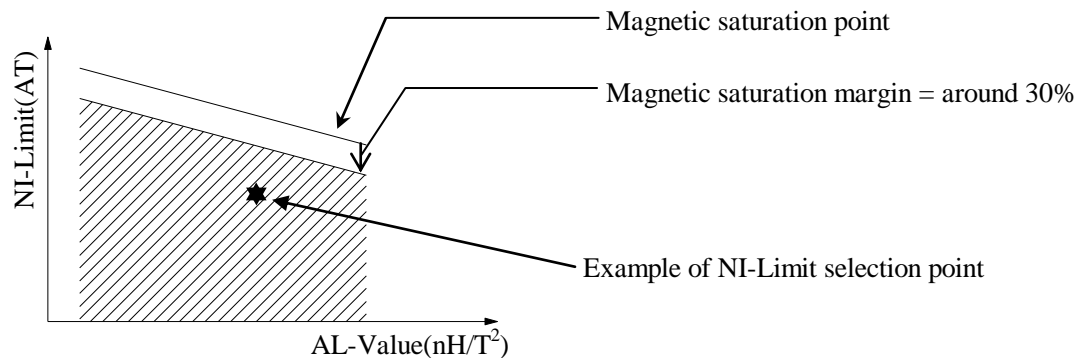 Magnetic saturation point
Magnetic saturation margin = around 30%
NI-Limit(AT)
Example of NI-Limit selection point
AL-Value(nH/T²)